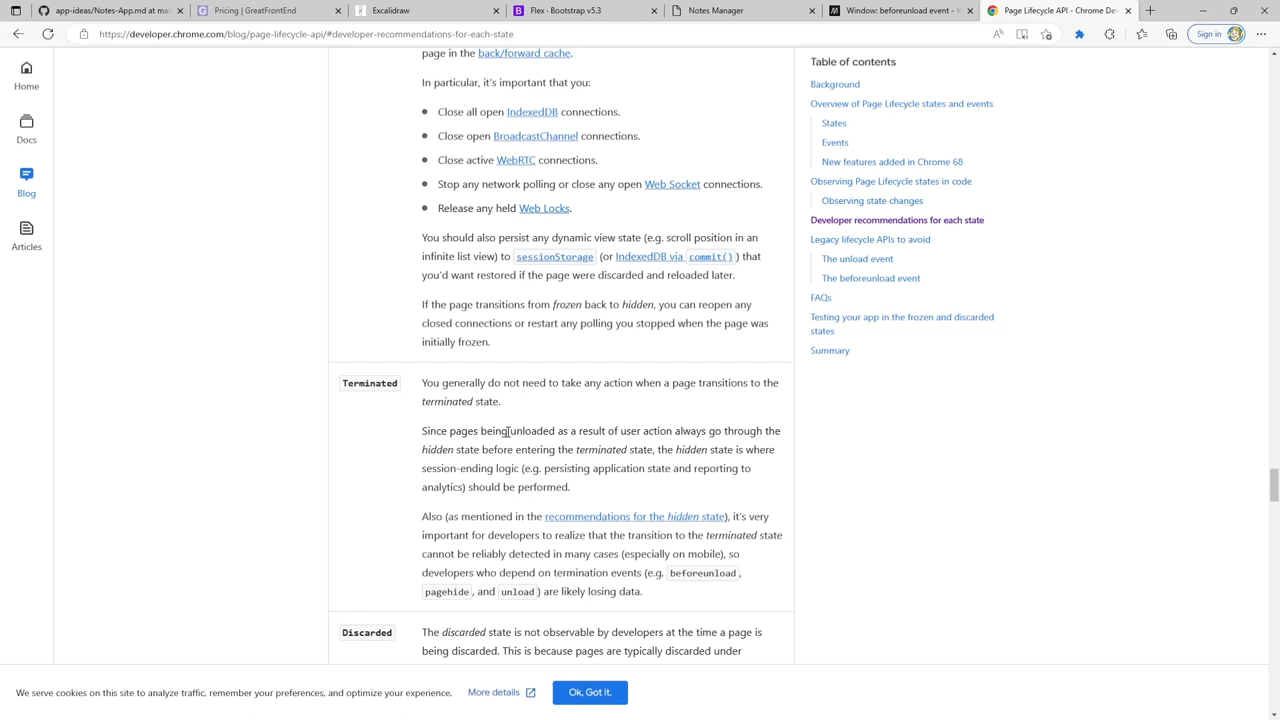 app-ideas/Notes-App.md at mas
Pricing | GreatFrontEnd
Excalidraw
Flex · Bootstrap v5.3
Notes Manager
Window: beforeunload event - W
Page Lifecycle API - Chrome Dev
https://developer.chrome.com/blog/page-lifecycle-api/#developer-recommendations-for-each-state
Sign in
Home
Docs
Blog
Articles
page in the back/forward cache.
In particular, it's important that you:
Close all open IndexedDB connections.
Close open BroadcastChannel connections.
Close active WebRTC connections.
Stop any network polling or close any open Web Socket connections.
Release any held Web Locks.
You should also persist any dynamic view state (e.g. scroll position in an
infinite list view) to sessionStorage (or IndexedDB via commit()) that
you'd want restored if the page were discarded and reloaded later.
If the page transitions from frozen back to hidden, you can reopen any
closed connections or restart any polling you stopped when the page was
initially frozen.
Terminated
You generally do not need to take any action when a page transitions to the
terminated state.
Since pages being unloaded as a result of user action always go through the
hidden state before entering the terminated state, the hidden state is where
session-ending logic (e.g. persisting application state and reporting to
analytics) should be performed.
Also (as mentioned in the recommendations for the hidden state), it's very
important for developers to realize that the transition to the terminated state
cannot be reliably detected in many cases (especially on mobile), so
developers who depend on termination events (e.g. beforeunload,
pagehide, and unload) are likely losing data.
Discarded
The discarded state is not observable by developers at the time a page is
being discarded. This is because pages are typically discarded under
Table of contents
Background
Overview of Page Lifecycle states and events
States
Events
New features added in Chrome 68
Observing Page Lifecycle states in code
Observing state changes
Developer recommendations for each state
Legacy lifecycle APIs to avoid
The unload event
The beforeunload event
FAQs
Testing your app in the frozen and discarded
states
Summary
We serve cookies on this site to analyze traffic, remember your preferences, and optimize your experience.
More details
Ok, Got it.